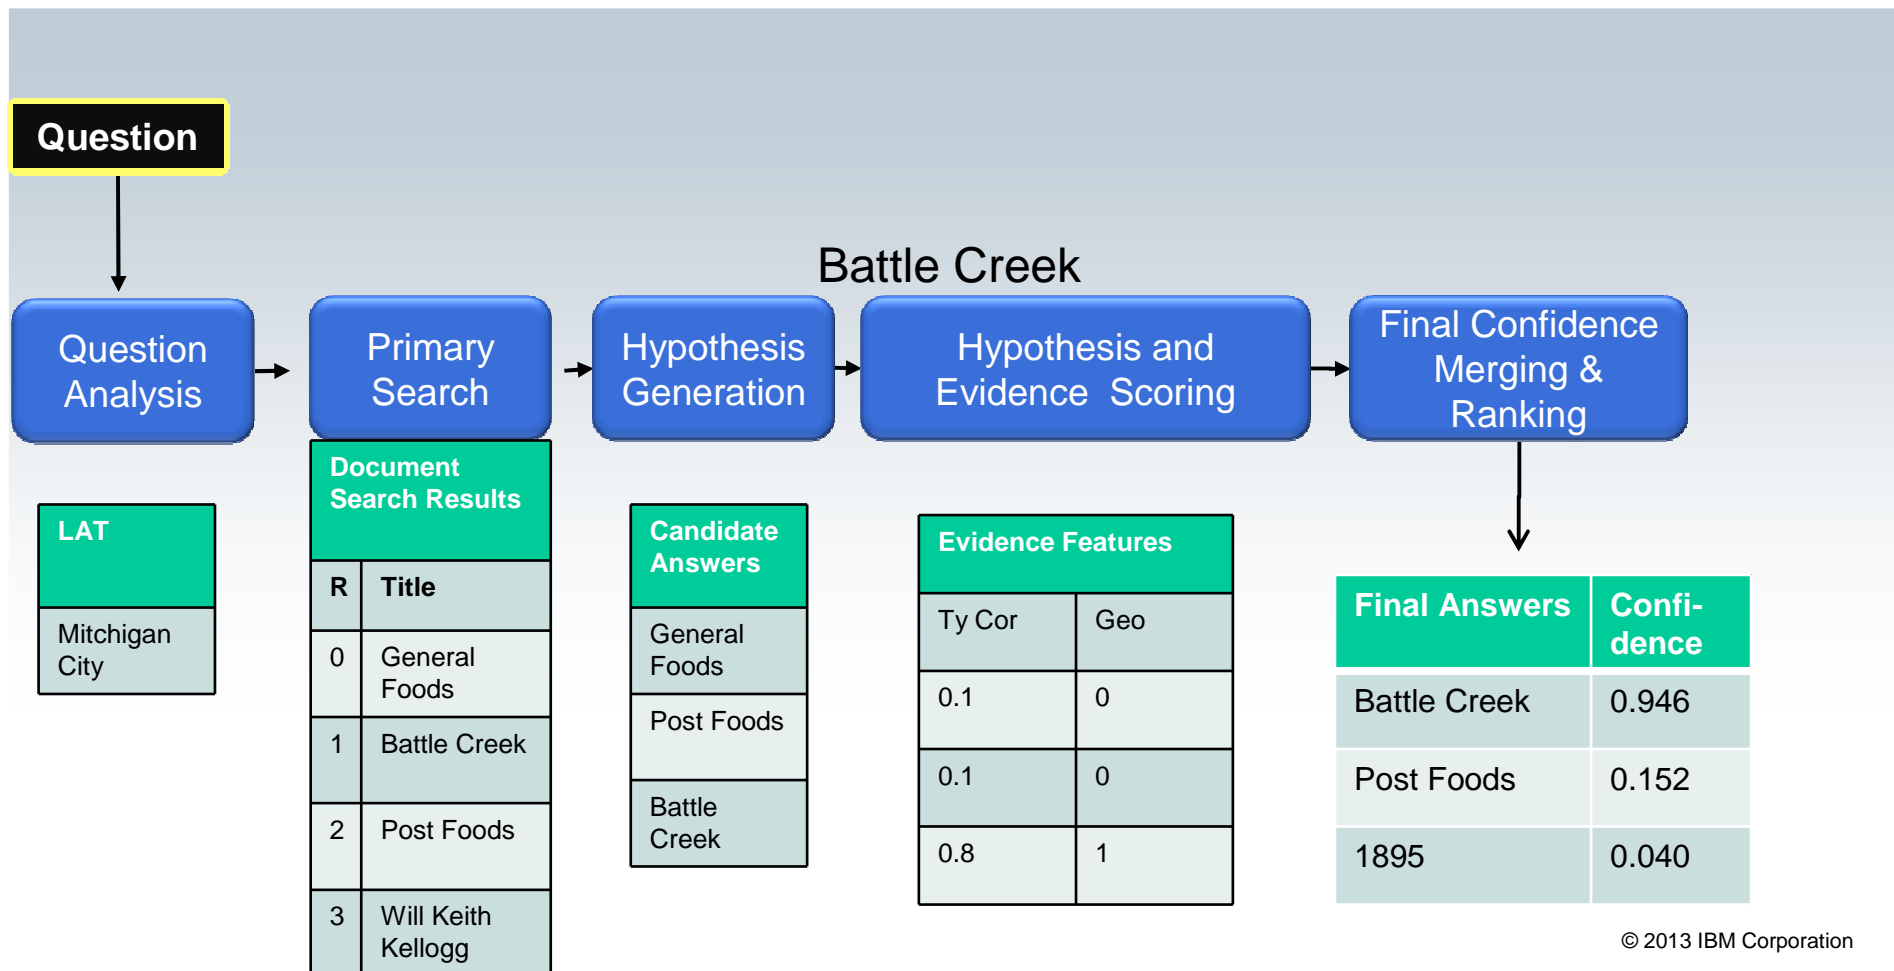 Question
Battle Creek
Question
Analysis
Primary
Search
Hypothesis
Generation
Hypothesis and
Evidence Scoring
Final Confidence
Merging &
Ranking
LAT
Mitchigan
City
Document
Search Results
R Title
0 General
Foods
1 Battle Creek
2 Post Foods
3 Will Keith
Kellogg
Candidate
Answers
General
Foods
Post Foods
Battle
Creek
Evidence Features
Ty Cor Geo
0.1 0
0.1 0
0.8 1
Final Answers Confi-
dence
Battle Creek 0.946
Post Foods 0.152
1895 0.040
© 2013 IBM Corporation